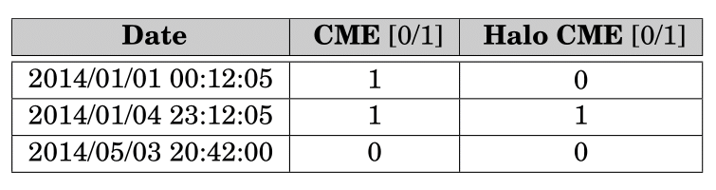 Date CME [0/1] Halo CME [0/1]
2014/01/01 00:12:05 1 0
2014/01/04 23:12:05 1 1
2014/05/03 20:42:00 0 0